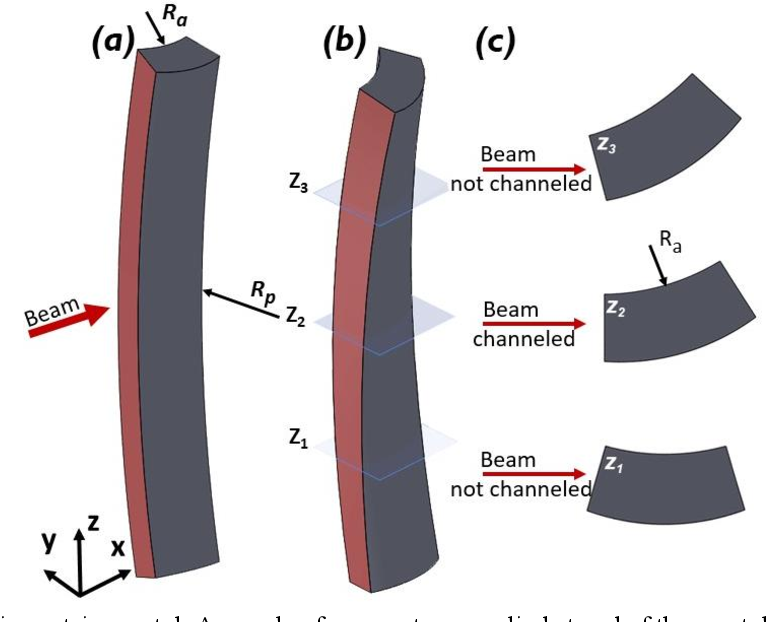 (a)
Ra
(b)
(c)
Z3
Beam
not channeled
z3
Ra
Beam
Rp
Z2
Beam
channeled
z2
Z1
Beam
not channeled
z1
z
y
x